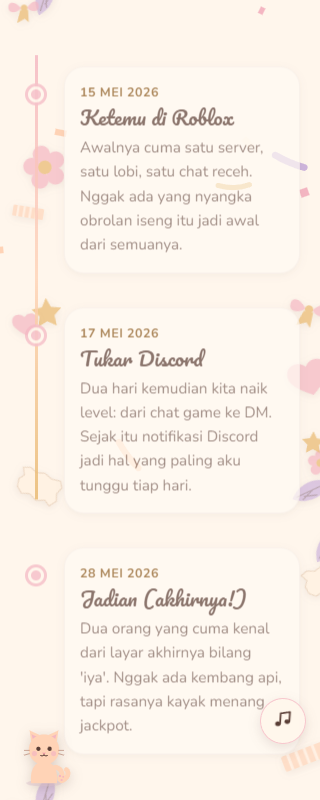 15 MEI 2026
Ketemu di Roblox
Awalnya cuma satu server,
satu lobi, satu chat receh.
Nggak ada yang nyangka
obrolan iseng itu jadi awal
dari semuanya.
17 MEI 2026
Tukar Discord
Dua hari kemudian kita naik
level: dari chat game ke DM.
Sejak itu notifikasi Discord
jadi hal yang paling aku
tunggu tiap hari.
28 MEI 2026
Jadian (akhirnya!)
Dua orang yang cuma kenal
dari layar akhirnya bilang
'iya'. Nggak ada kembang api,
tapi rasanya kayak menang
jackpot.